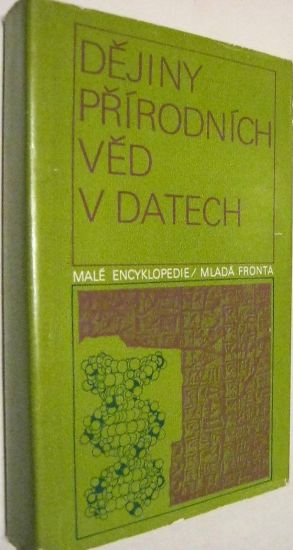 DĚJINY
PŘÍRODNÍCH
VĚD
V DATECH
MALÉ ENCYKLOPEDIE/MLADÁ FRONTA